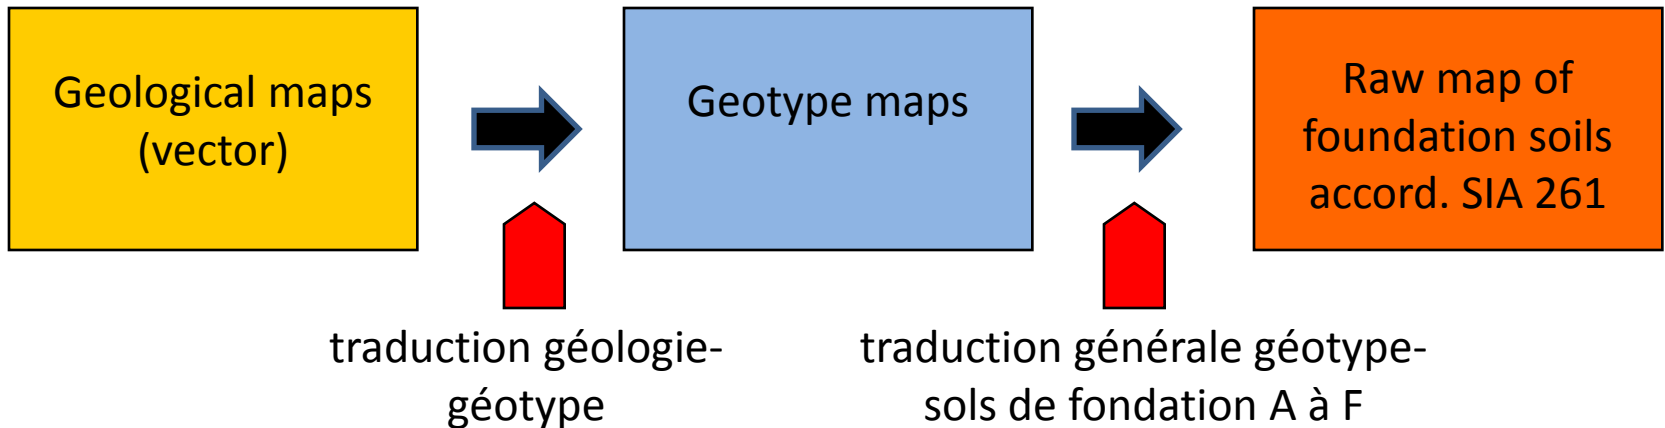 Geological maps
(vector)
Geotype maps
Raw map of
foundation soils
accord. SIA 261
traduction géologie-
géotype
traduction générale géotype-
sols de fondation A à F